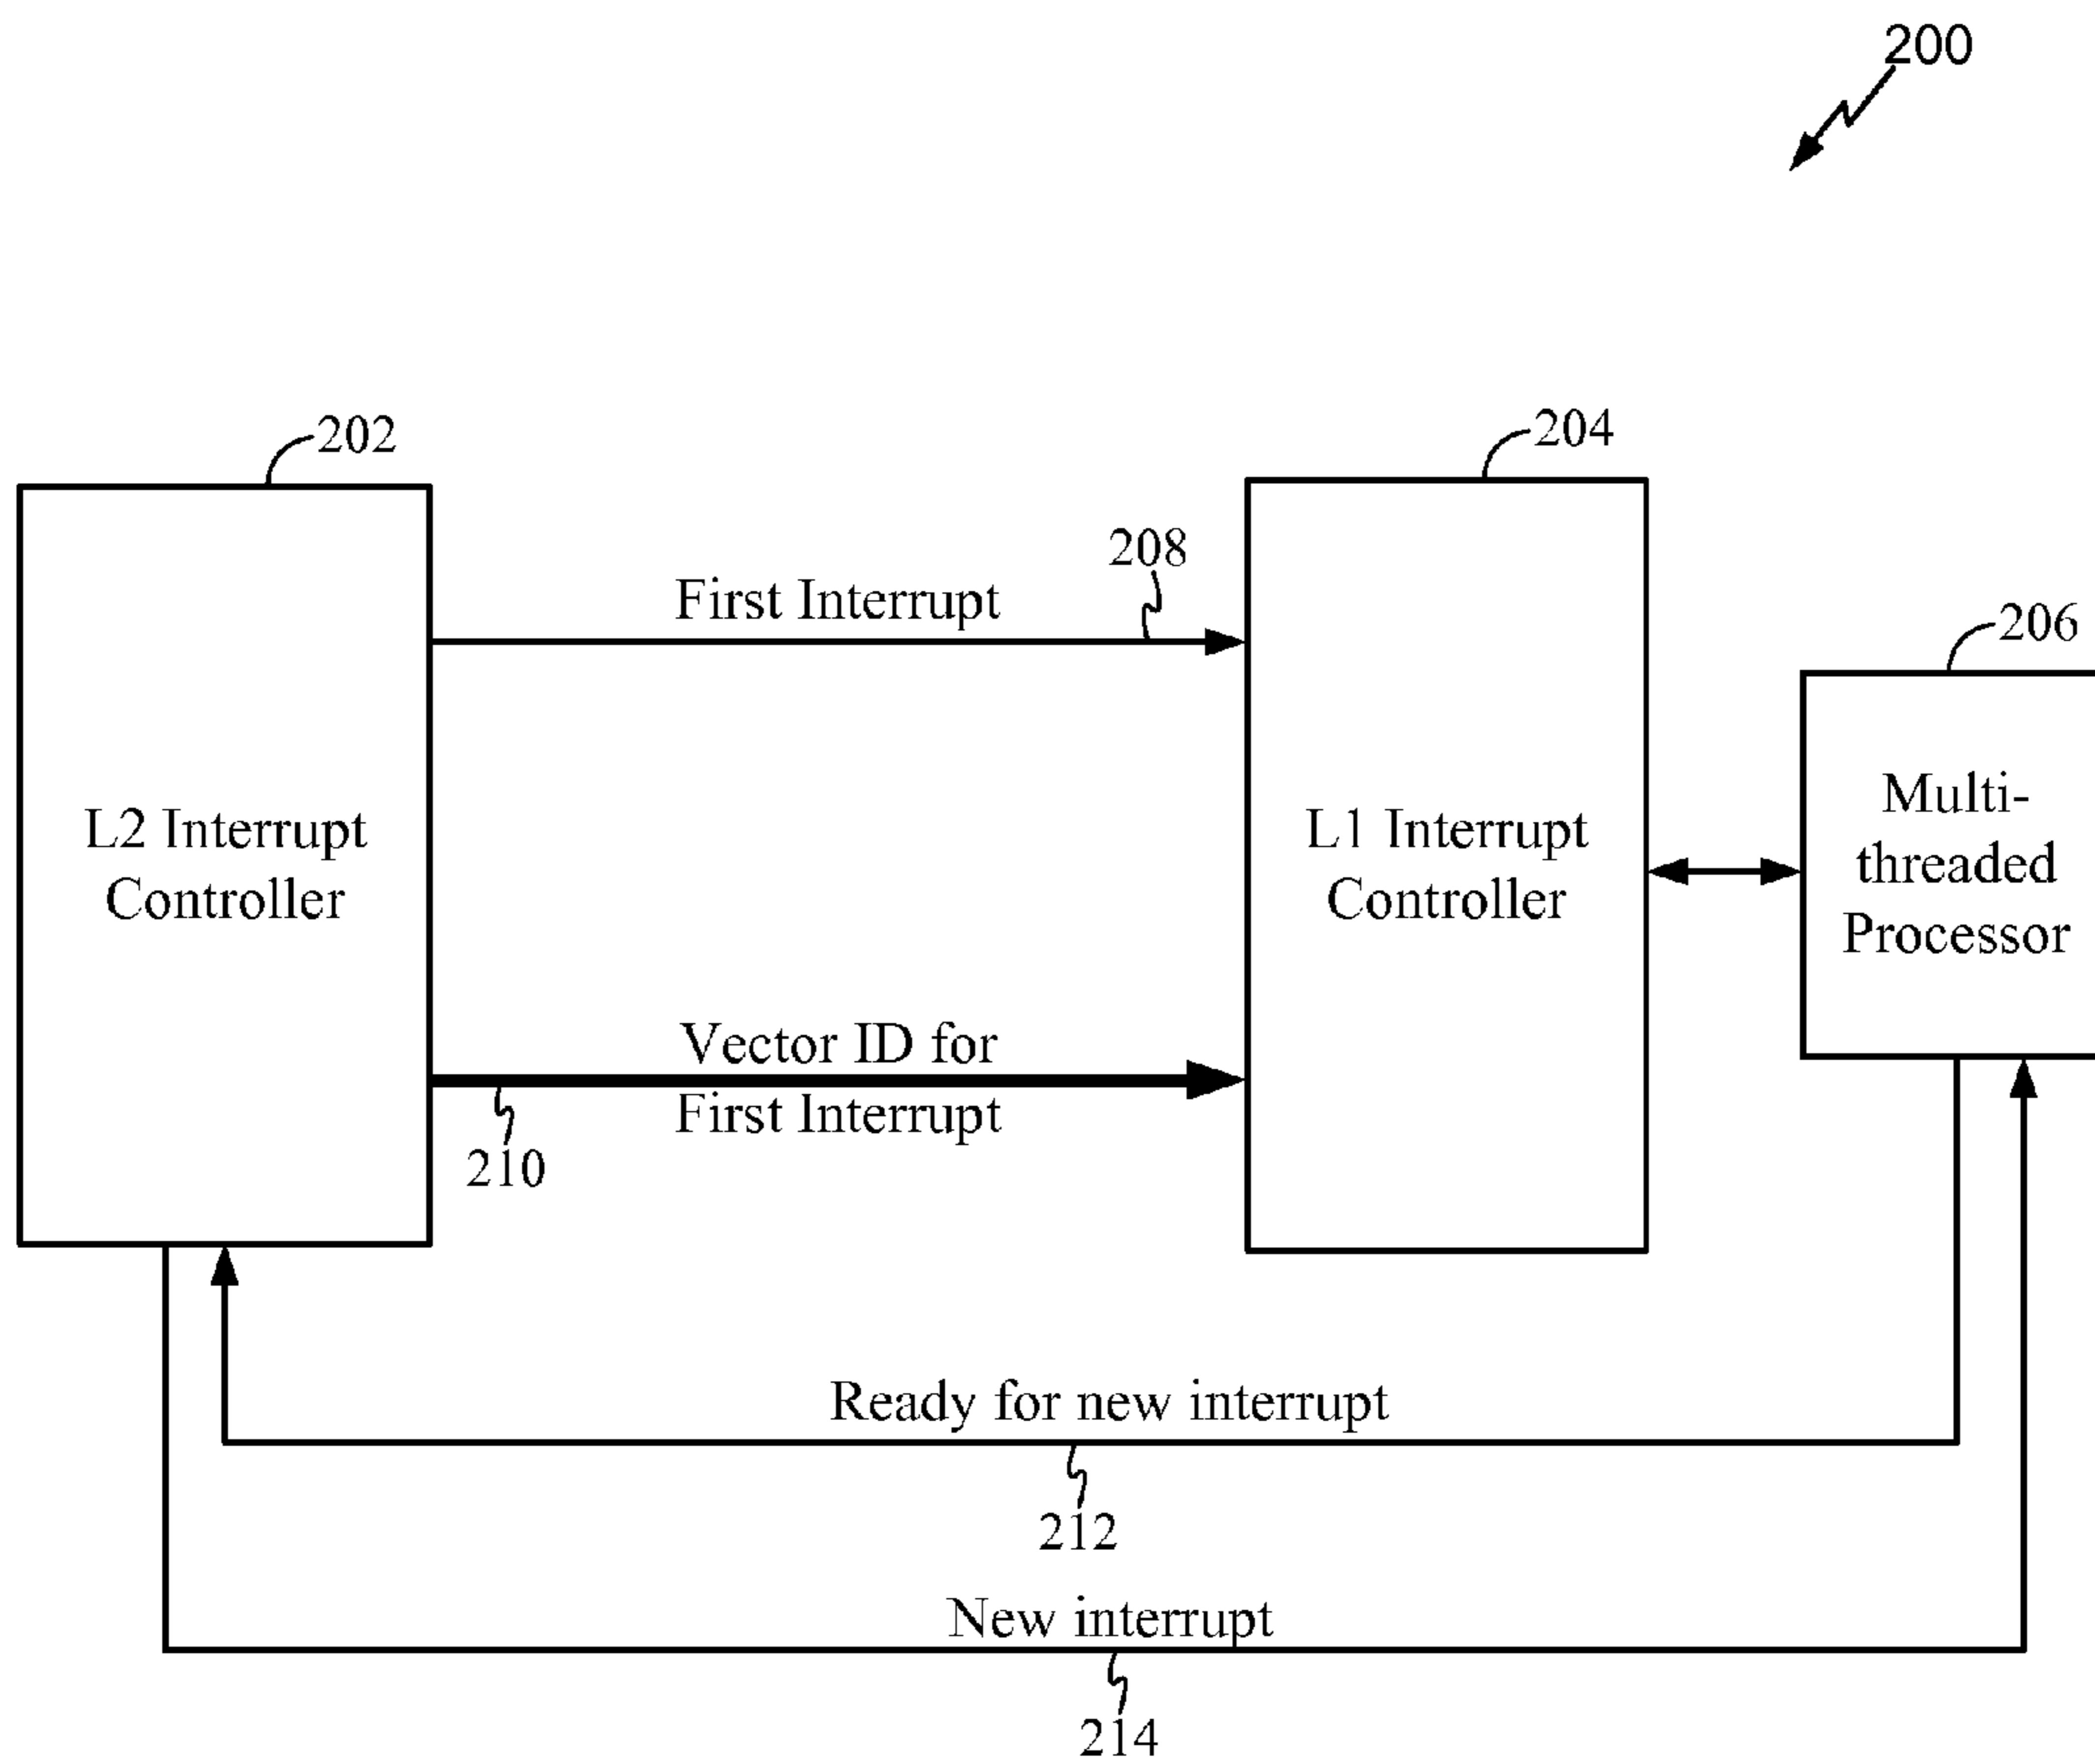 200
202
204
208
First Interrupt
206
L2 Interrupt
Controller
L1 Interrupt
Controller
Multi-
threaded
Processor
Vector ID for
First Interrupt
210
Ready for new interrupt
212
New interrupt
214